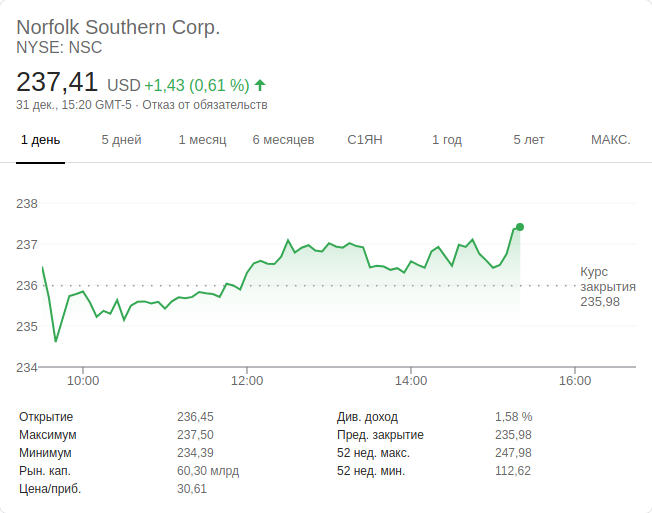 Norfolk Southern Corp.
NYSE: NSC
237,41 USD +1,43 (0,61 %)
31 дек., 15:20 GMT-5 · Отказ от обязательств
1 день 5 дней 1 месяц 6 месяцев С1ЯН 1 год 5 лет МАКС.
238
237
236
Курс
закрытия
235,98
235
234
10:00 12:00 14:00 16:00
Открытие 236,45 Див. доход 1,58 %
Максимум 237,50 Пред. закрытие 235,98
Минимум 234,39 52 нед. макс. 247,98
Рын. кап. 60,30 млрд 52 нед. мин. 112,62
Цена/приб. 30,61